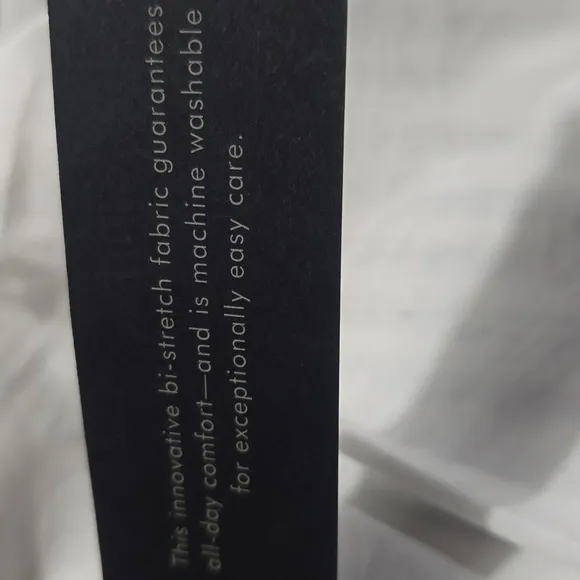 This innovative bi-stretch fabric guarantees
all-day comfort—and is machine washable
for exceptionally easy care.